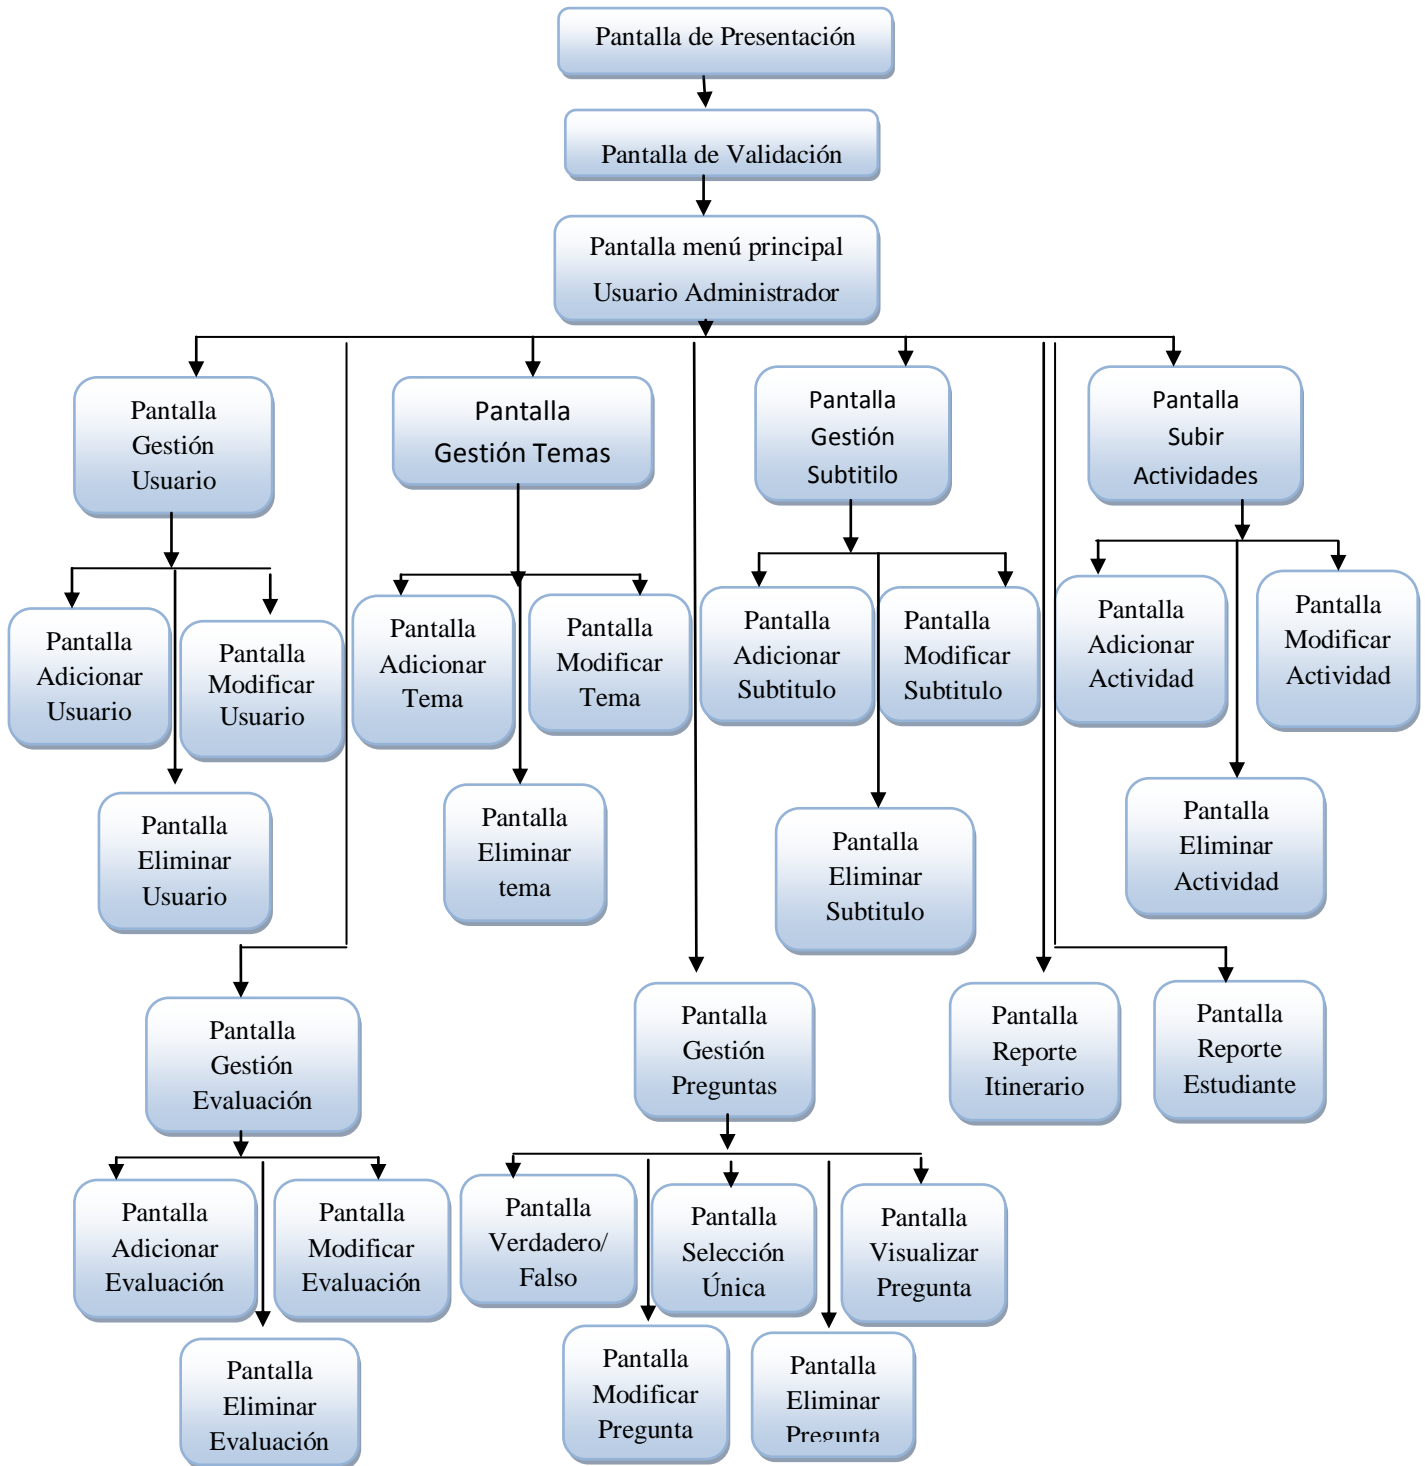 Pantalla de Presentación
Pantalla de Validación
Pantalla menú principal
Usuario Administrador
Pantalla
Gestión
Usuario
Pantalla
Gestión Temas
Pantalla
Gestión
Subtitilo
Pantalla
Subir
Actividades
Pantalla
Adicionar
Usuario
Pantalla
Modificar
Usuario
Pantalla
Adicionar
Tema
Pantalla
Modificar
Tema
Pantalla
Adicionar
Subtitulo
Pantalla
Modificar
Subtitulo
Pantalla
Adicionar
Actividad
Pantalla
Modificar
Actividad
Pantalla
Eliminar
Usuario
Pantalla
Eliminar
tema
Pantalla
Eliminar
Subtitulo
Pantalla
Eliminar
Actividad
Pantalla
Gestión
Evaluación
Pantalla
Gestión
Preguntas
Pantalla
Reporte
Itinerario
Pantalla
Reporte
Estudiante
Pantalla
Adicionar
Evaluación
Pantalla
Modificar
Evaluación
Pantalla
Verdadero/
Falso
Pantalla
Selección
Única
Pantalla
Visualizar
Pregunta
Pantalla
Eliminar
Evaluación
Pantalla
Modificar
Pregunta
Pantalla
Eliminar
Pregunta